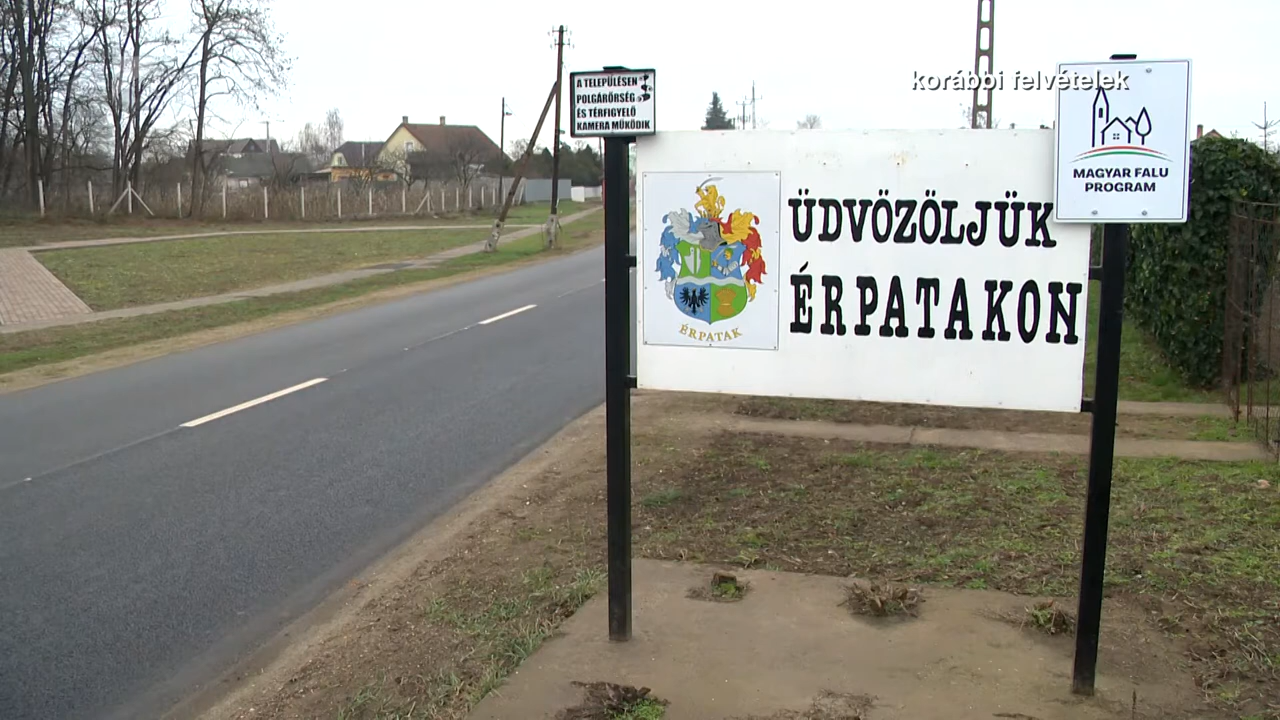 korábbi felvételek
A TELEPÜLÉSEN
POLGÁRŐRSÉG
ÉS TÉRFIGYELŐ
KAMERA MŰKÖDIK
MAGYAR FALU
PROGRAM
ÜDVÖZÖLJÜK
ÉRPATAKON
ÉRPATAK